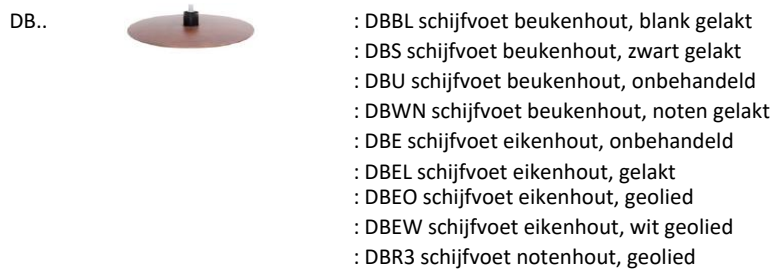 DB.. : DBBL schijfvoet beukenhout, blank gelakt
: DBS schijfvoet beukenhout, zwart gelakt
: DBU schijfvoet beukenhout, onbehandeld
: DBWN schijfvoet beukenhout, noten gelakt
: DBE schijfvoet eikenhout, onbehandeld
: DBEL schijfvoet eikenhout, gelakt
: DBEO schijfvoet eikenhout, geolied
: DBEW schijfvoet eikenhout, wit geolied
: DBR3 schijfvoet notenhout, geolied